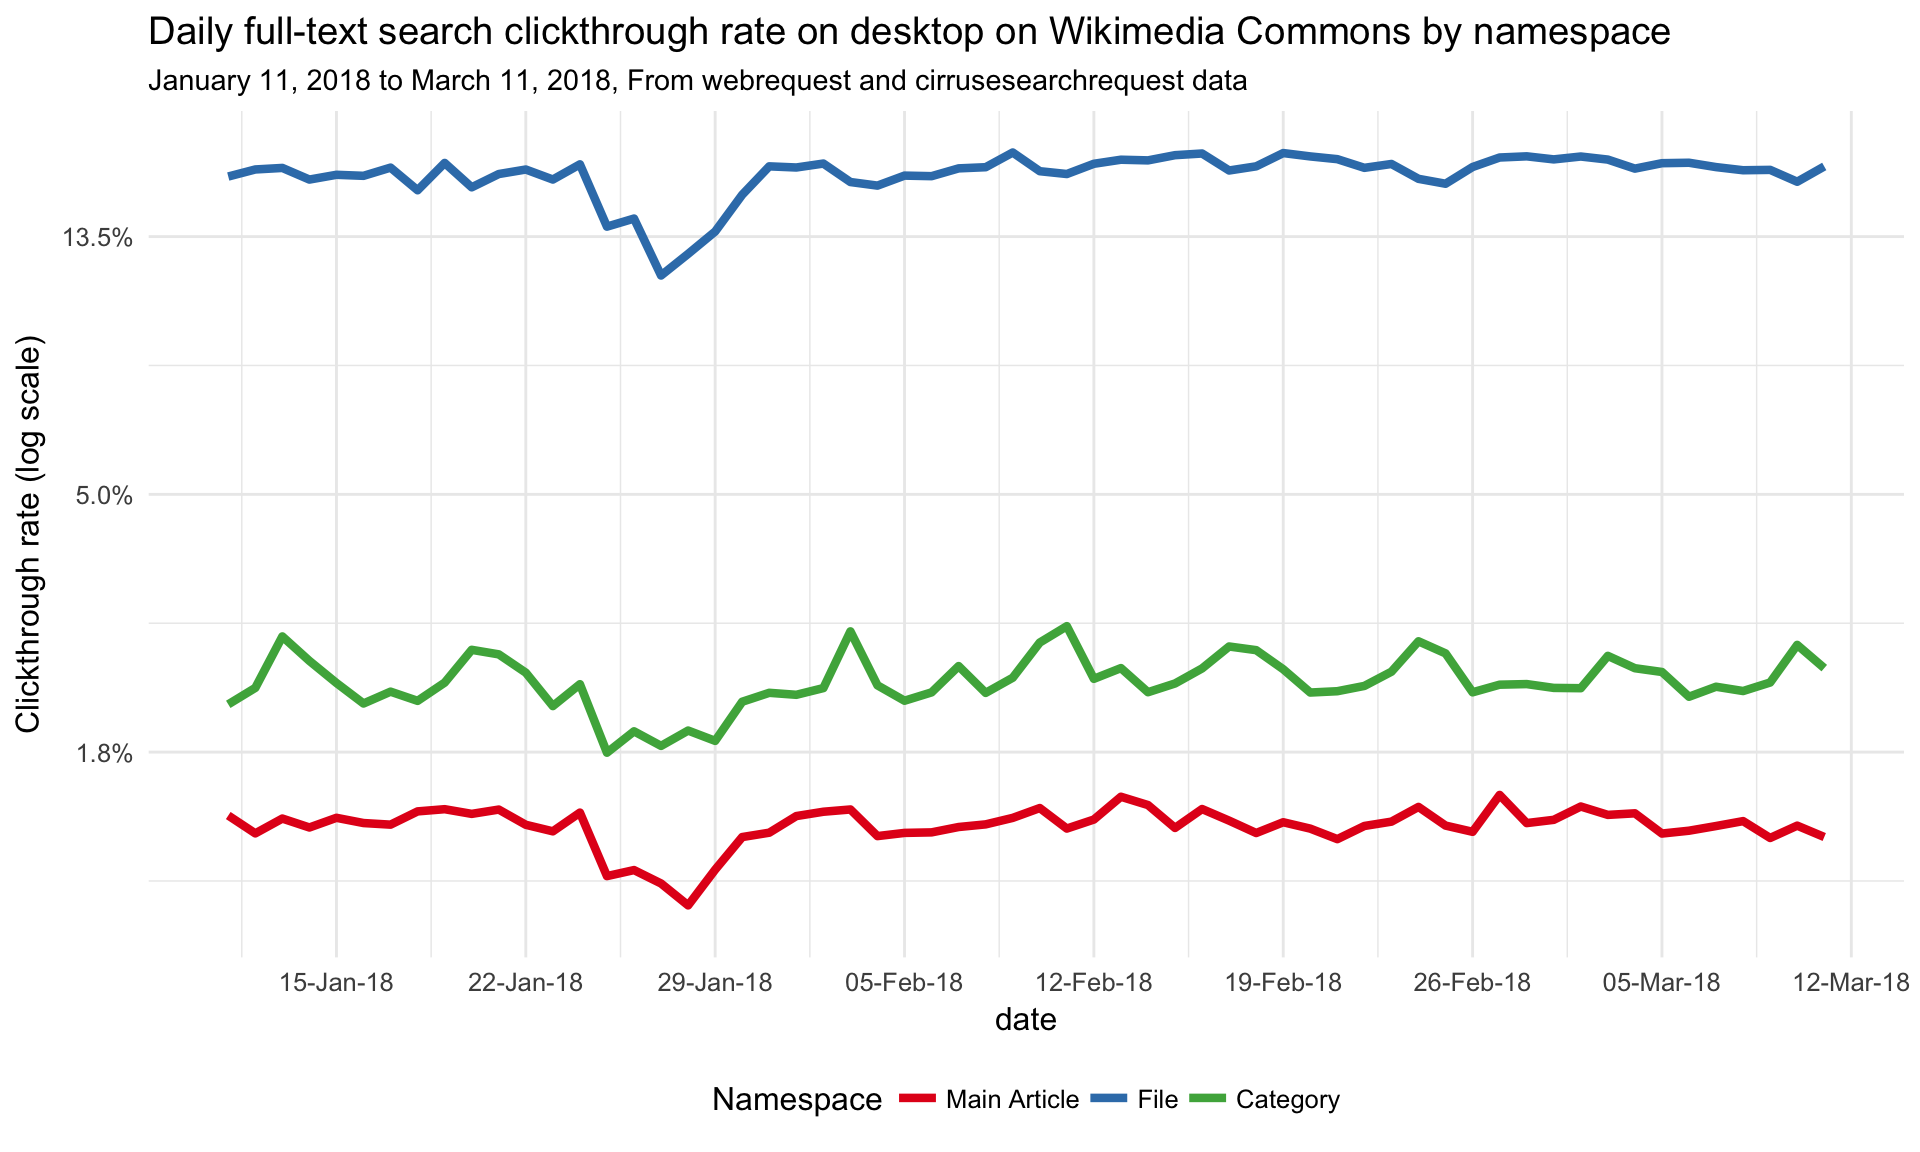 Daily full-text search clickthrough rate on desktop on Wikimedia Commons by namespace
January 11, 2018 to March 11, 2018, From webrequest and cirrusesearchrequest data
Clickthrough rate (log scale)
13.5%
5.0%
1.8%
15-Jan-18 22-Jan-18 29-Jan-18 05-Feb-18 12-Feb-18 19-Feb-18 26-Feb-18 05-Mar-18 12-Mar-18
date
Namespace Main Article File Category